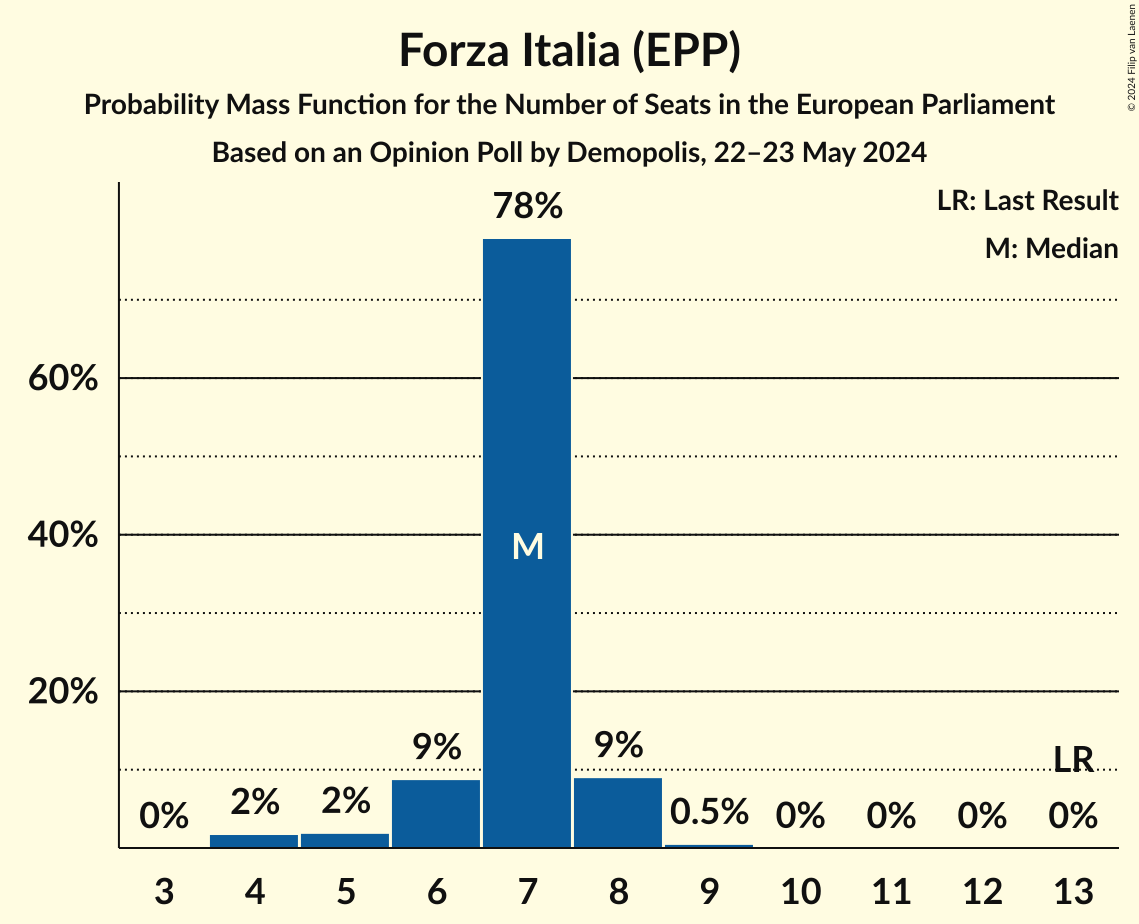 Forza Italia (EPP)
Probability Mass Function for the Number of Seats in the European Parliament
Based on an Opinion Poll by Demopolis, 22–23 May 2024
© 2024 Filip van Laenen
LR: Last Result
M: Median
78%
60%
40%
M
20%
9%
9%
LR
0%
2%
2%
0.5%
0%
0%
0%
0%
3 4 5 6 7 8 9 10 11 12 13